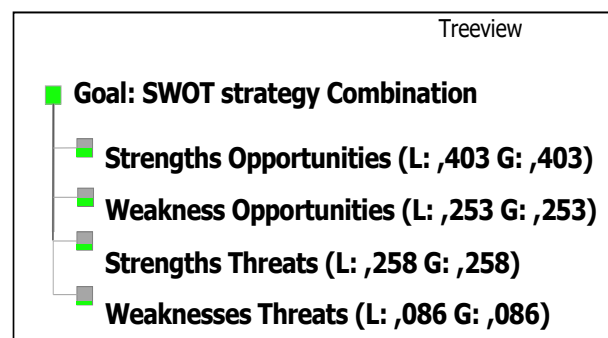 Treeview
Goal: SWOT strategy Combination
Strengths Opportunities (L: ,403 G: ,403)
Weakness Opportunities (L: ,253 G: ,253)
Strengths Threats (L: ,258 G: ,258)
Weaknesses Threats (L: ,086 G: ,086)